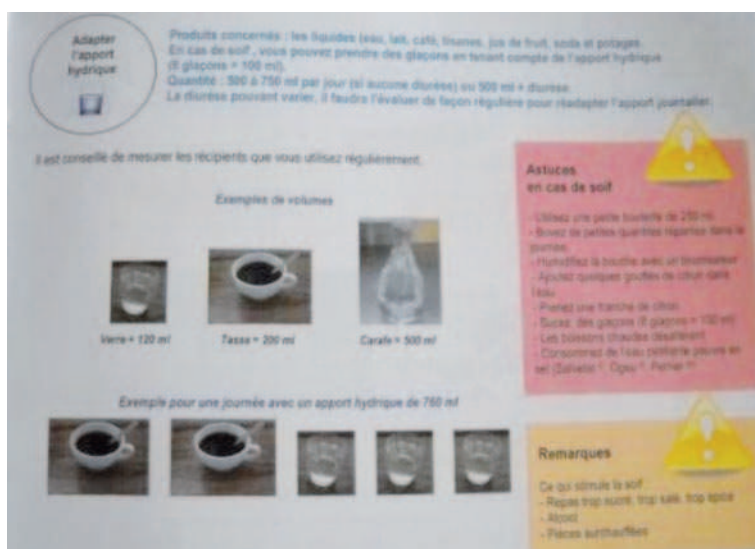 Adapter
l'apport
hydrique
Produits concernés : les liquides (eau, lait, café, tisanes, jus de fruit, soda et potages.
En cas de soif, vous pouvez prendre des glaçons en tenant compte de l'apport hydrique
(6 glaçons = 100 ml).
Quantité : 500 à 750 ml par jour (si aucune diurèse) ou 500 ml + diurèse.
La diurèse pouvant varier, il faudra l'évaluer de façon régulière pour réadapter l'apport journalier.
Il est conseillé de mesurer les récipients que vous utilisez régulièrement.
Exemples de volumes
Verre = 120 ml
Tasse = 200 ml
Carafe = 500 ml
Exemple pour une journée avec un apport hydrique de 760 ml
Astuces
en cas de soif
- Utilisez une petite bouteille de 250 ml
- Buvez de petites quantités réparties dans la
journée
- Humidifiez la bouche avec un brumisateur
- Ajoutez quelques gouttes de citron dans
l'eau
- Prenez une tranche de citron
- Sucez des glaçons (6 glaçons = 100 ml)
- Les boissons chaudes désaltèrent
- Consommez de l'eau pétillante pauvre en
sel (Salvetat, Ogeu, Perrier
Remarques
Ce qui stimule la soif
- Repas trop sucré, trop salé, trop épicé
- Alcool
- Pièces surchauffées